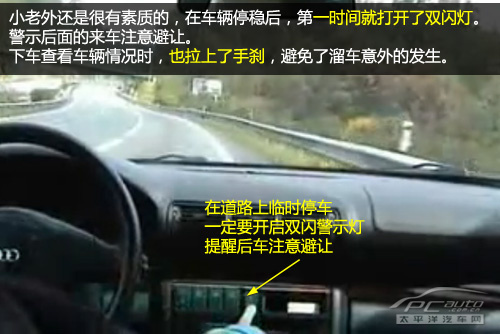 小老外还是很有素质的，在车辆停稳后，第一时间就打开了双闪灯。
警示后面的来车注意避让。
下车查看车辆情况时，也拉上了手刹，避免了溜车意外的发生。
在道路上临时停车
一定要开启双闪警示灯
提醒后车注意避让
PCauto
.com.cn
太平洋汽车网